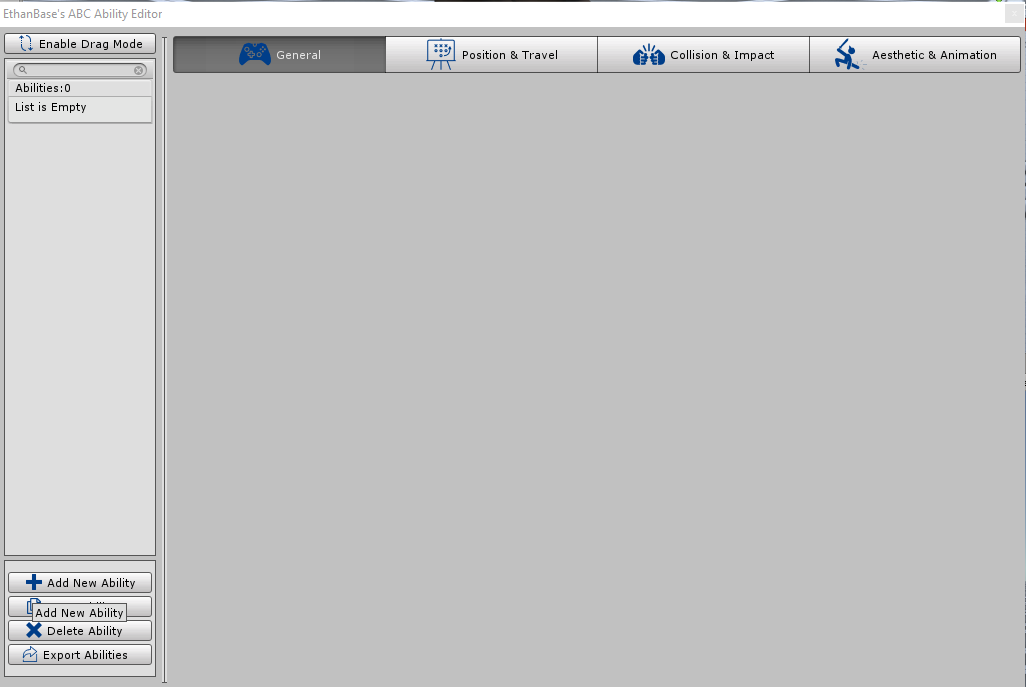 EthanBase's ABC Ability Editor
Enable Drag Mode
General
Position & Travel
Collision & Impact
Aesthetic & Animation
Abilities:0
List is Empty
Add New Ability
Add New Ability
Delete Ability
Export Abilities